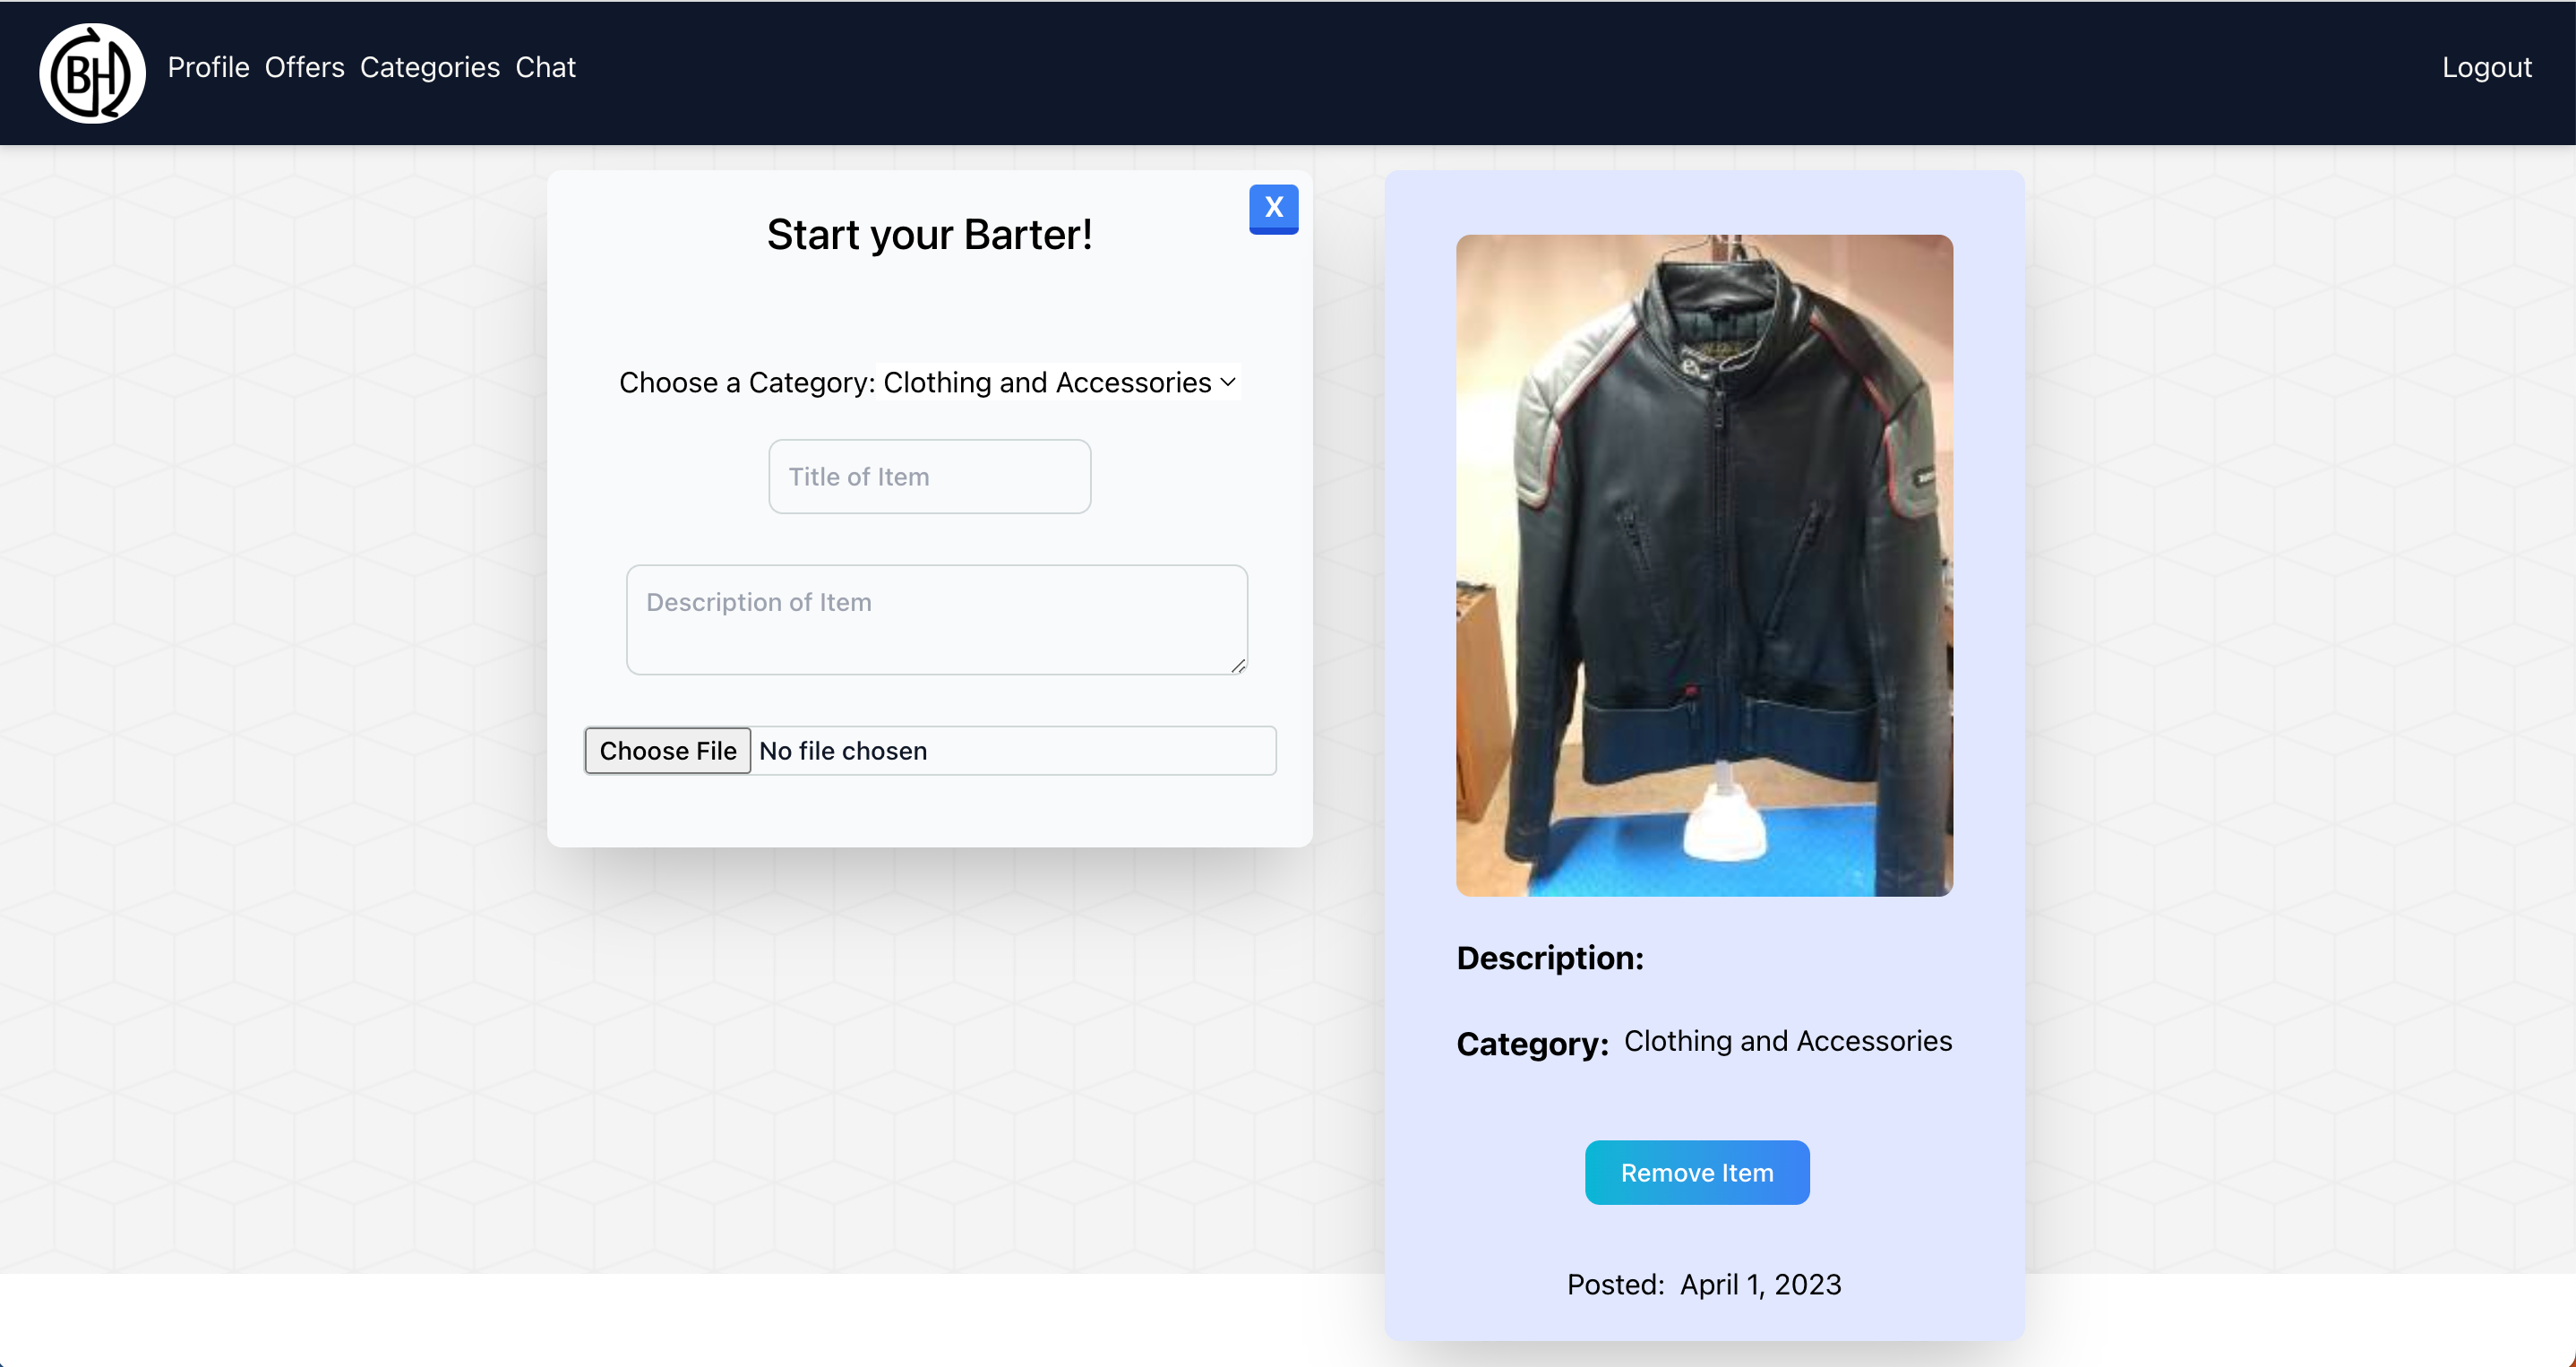 BH
Profile Offers Categories Chat
Logout
Start your Barter!
X
Choose a Category: Clothing and Accessories
Title of Item
Description of Item
Choose File No file chosen
Description:
Category: Clothing and Accessories
Remove Item
Posted: April 1, 2023